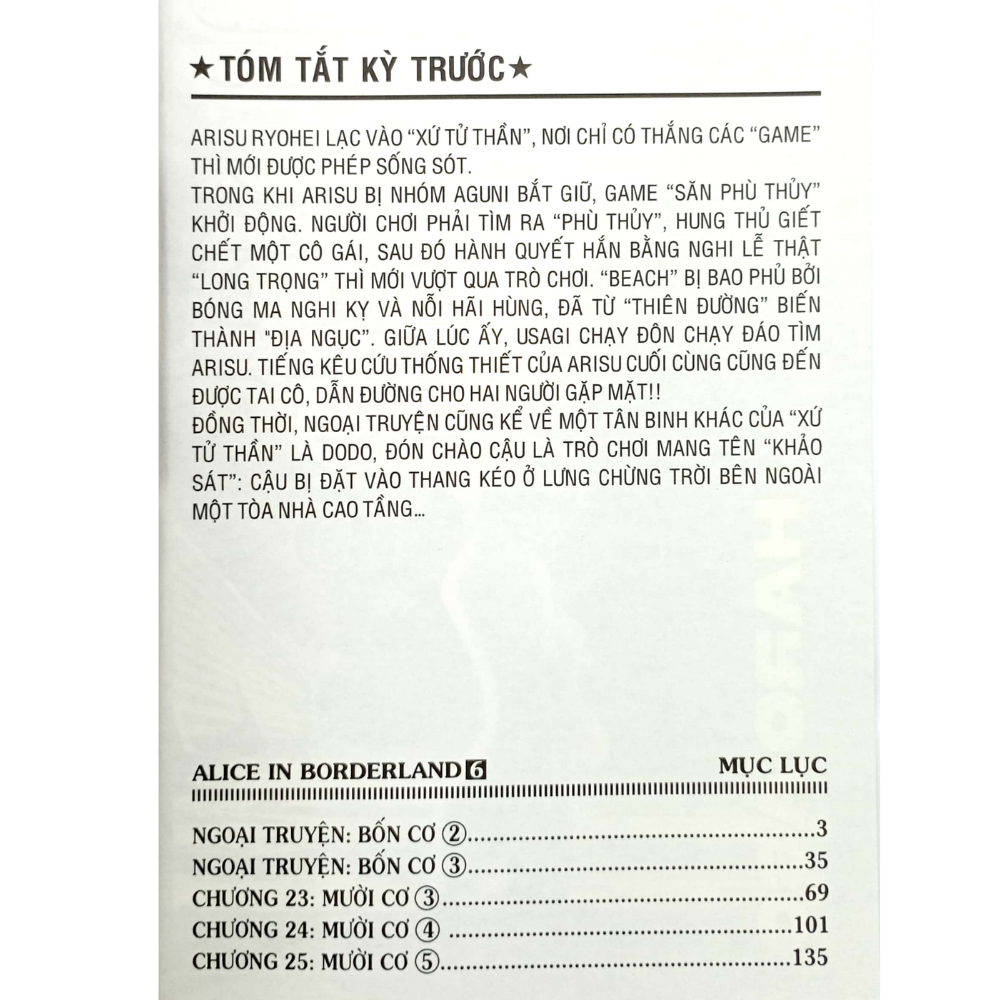 ★TÓM TẮT KỲ TRƯỚC★
ARISU RYOHEI LẠC VÀO “XỨ TỬ THẦN”, NƠI CHỈ CÓ THẮNG CÁC “GAME”
THÌ MỚI ĐƯỢC PHÉP SỐNG SÓT.
TRONG KHI ARISU BỊ NHÓM AGUNI BẮT GIỮ, GAME “SĂN PHÙ THỦY”
KHỞI ĐỘNG. NGƯỜI CHƠI PHẢI TÌM RA “PHÙ THỦY”, HUNG THỦ GIẾT
CHẾT MỘT CÔ GÁI, SAU ĐÓ HÀNH QUYẾT HẮN BẰNG NGHI LỄ THẬT
“LONG TRỌNG” THÌ MỚI VƯỢT QUA TRÒ CHƠI. “BEACH” BỊ BAO PHỦ BỞI
BÓNG MA NGHI KỴ VÀ NỖI HÃI HÙNG, ĐÃ TỪ “THIÊN ĐƯỜNG” BIẾN
THÀNH "ĐỊA NGỤC”. GIỮA LÚC ẤY, USAGI CHẠY ĐÔN CHẠY ĐÁO TÌM
ARISU. TIẾNG KÊU CỨU THỐNG THIẾT CỦA ARISU CUỐI CÙNG CŨNG ĐẾN
ĐƯỢC TAI CÔ, DẪN ĐƯỜNG CHO HAI NGƯỜI GẶP MẶT!!
ĐỒNG THỜI, NGOẠI TRUYỆN CŨNG KỂ VỀ MỘT TÂN BINH KHÁC CỦA “XỨ
TỬ THẦN” LÀ DODO, ĐÓN CHÀO CẬU LÀ TRÒ CHƠI MANG TÊN “KHẢO
SÁT”: CẬU BỊ ĐẶT VÀO THANG KÉO Ở LƯNG CHỪNG TRỜI BÊN NGOÀI
MỘT TÒA NHÀ CAO TẦNG...
ALICE IN BORDERLAND 6 MỤC LỤC
NGOẠI TRUYỆN: BỐN CƠ ②...3
NGOẠI TRUYỆN: BỐN CƠ ③...35
CHƯƠNG 23: MƯỜI CƠ ③...69
CHƯƠNG 24: MƯỜI CƠ ④ ...101
CHƯƠNG 25: MƯỜI CƠ ⑤...135